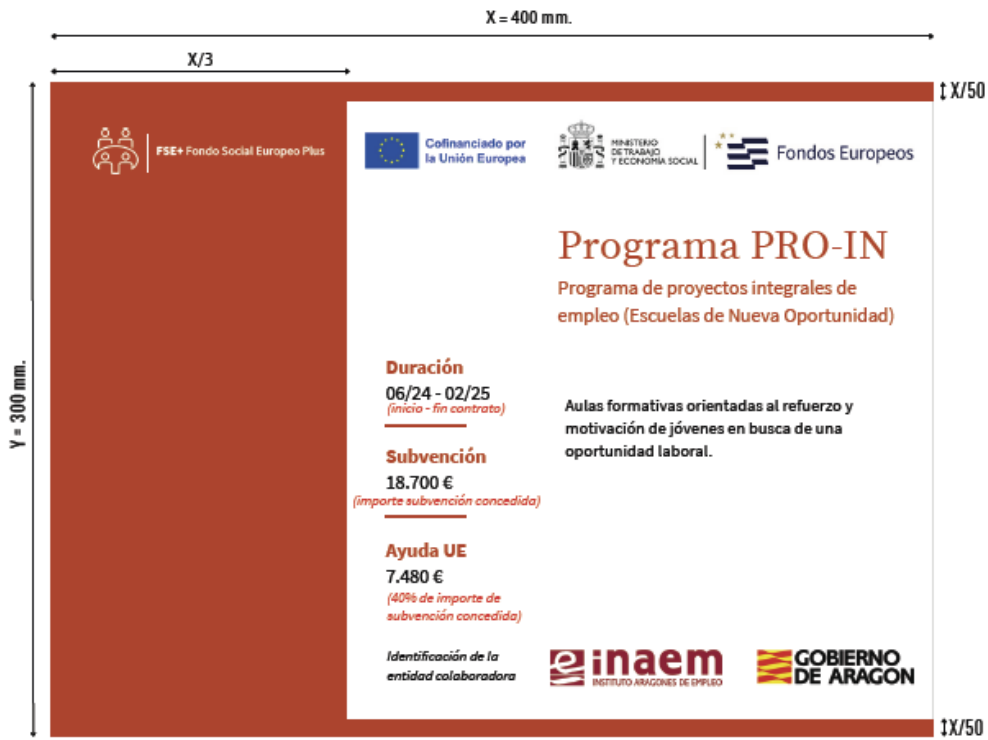 X = 400 mm.
X/3
X/50
FSE+ Fondo Social Europeo Plus
Cofinanciado por
la Unión Europea
MINISTERIO
DE TRABAJO
Y ECONOMÍA SOCIAL
Fondos Europeos
Programa PRO-IN
Programa de proyectos integrales de
empleo (Escuelas de Nueva Oportunidad)
Y = 300 mm.
Duración
06/24 - 02/25
(inicio - fin contrato)
Subvención
18.700 €
(importe subvención concedida)
Ayuda UE
7.480 €
(40% de importe de
subvención concedida)
Aulas formativas orientadas al refuerzo y
motivación de jóvenes en busca de una
oportunidad laboral.
Identificación de la
entidad colaboradora
inaem
INSTITUTO ARAGONES DE EMPLEO
GOBIERNO
DE ARAGON
X/50